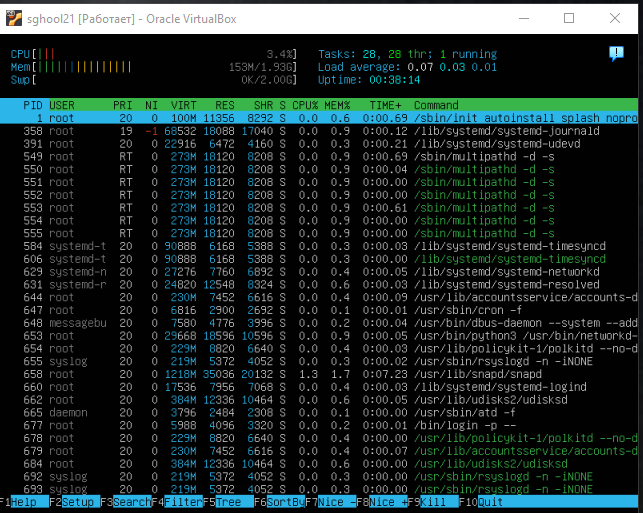 sghool21 [Работает] - Oracle VirtualBox
CPU[||| 3.4%] Tasks: 28, 28 thr; 1 running
Mem[|||||||||||||||| 153M/1.93G] Load average: 0.07 0.03 0.01
Swp[ 0K/2.00G] Uptime: 00:38:14
PID USER PRI NI VIRT RES SHR S CPU% MEM% TIME+ Command
1 root 20 0 100M 11356 8292 S 0.0 0.6 0:00.69 /sbin/init autoinstall splash nopro
358 root 19 -1 68532 18088 17040 S 0.0 0.9 0:00.12 /lib/systemd/systemd-journald
391 root 20 0 22916 6472 4160 S 0.0 0.3 0:00.21 /lib/systemd/systemd-udevd
549 root RT 0 273M 18120 8208 S 0.0 0.9 0:00.69 /sbin/multipathd -d -s
550 root RT 0 273M 18120 8208 S 0.0 0.9 0:00.04 /sbin/multipathd -d -s
551 root RT 0 273M 18120 8208 S 0.0 0.9 0:00.00 /sbin/multipathd -d -s
552 root RT 0 273M 18120 8208 S 0.0 0.9 0:00.00 /sbin/multipathd -d -s
553 root RT 0 273M 18120 8208 S 0.0 0.9 0:00.61 /sbin/multipathd -d -s
554 root RT 0 273M 18120 8208 S 0.0 0.9 0:00.00 /sbin/multipathd -d -s
555 root RT 0 273M 18120 8208 S 0.0 0.9 0:00.00 /sbin/multipathd -d -s
584 systemd-t 20 0 90888 6168 5388 S 0.0 0.3 0:00.03 /lib/systemd/systemd-timesyncd
606 systemd-t 20 0 90888 6168 5388 S 0.0 0.3 0:00.00 /lib/systemd/systemd-timesyncd
629 systemd-n 20 0 27276 7760 6892 S 0.0 0.4 0:00.05 /lib/systemd/systemd-networkd
631 systemd-r 20 0 24820 12548 8324 S 0.0 0.6 0:00.05 /lib/systemd/systemd-resolved
644 root 20 0 230M 7452 6616 S 0.0 0.4 0:00.09 /usr/lib/accountsservice/accounts-d
647 root 20 0 6816 2900 2692 S 0.0 0.1 0:00.01 /usr/sbin/cron -f
648 messagebu 20 0 7580 4776 3996 S 0.0 0.2 0:00.04 /usr/bin/dbus-daemon --system --add
653 root 20 0 29668 18596 10596 S 0.0 0.9 0:00.05 /usr/bin/python3 /usr/bin/network-
654 root 20 0 229M 8820 6640 S 0.0 0.4 0:00.03 /usr/lib/policykit-1/polkitd --no-d
655 syslog 20 0 219M 5372 4052 S 0.0 0.3 0:00.02 /usr/sbin/rsyslogd -n -iNONE
658 root 20 0 1218M 35036 20132 S 1.3 1.7 0:07.23 /usr/lib/snapd/snapd
660 root 20 0 17536 7956 7068 S 0.0 0.4 0:00.03 /lib/systemd/systemd-logind
662 root 20 0 384M 12336 10464 S 0.0 0.6 0:00.05 /usr/lib/udisks2/udisksd
665 daemon 20 0 3796 2484 2308 S 0.0 0.1 0:00.00 /usr/sbin/atd -f
677 root 20 0 5988 4096 3320 S 0.0 0.2 0:00.01 /bin/login -p --
678 root 20 0 229M 8820 6640 S 0.0 0.4 0:00.00 /usr/lib/policykit-1/polkitd --no-d
679 root 20 0 230M 7452 6616 S 0.0 0.4 0:00.07 /usr/lib/accountsservice/accounts-d
684 root 20 0 384M 12336 10464 S 0.0 0.6 0:00.00 /usr/lib/udisks2/udisksd
692 syslog 20 0 219M 5372 4052 S 0.0 0.3 0:00.00 /usr/sbin/rsyslogd -n -iNONE
693 syslog 20 0 219M 5372 4052 S 0.0 0.3 0:00.00 /usr/sbin/rsyslogd -n -iNONE
F1Help F2Setup F3SearchF4FilterF5Tree F6SortByF7Nice -F8Nice +F9Kill F10Quit